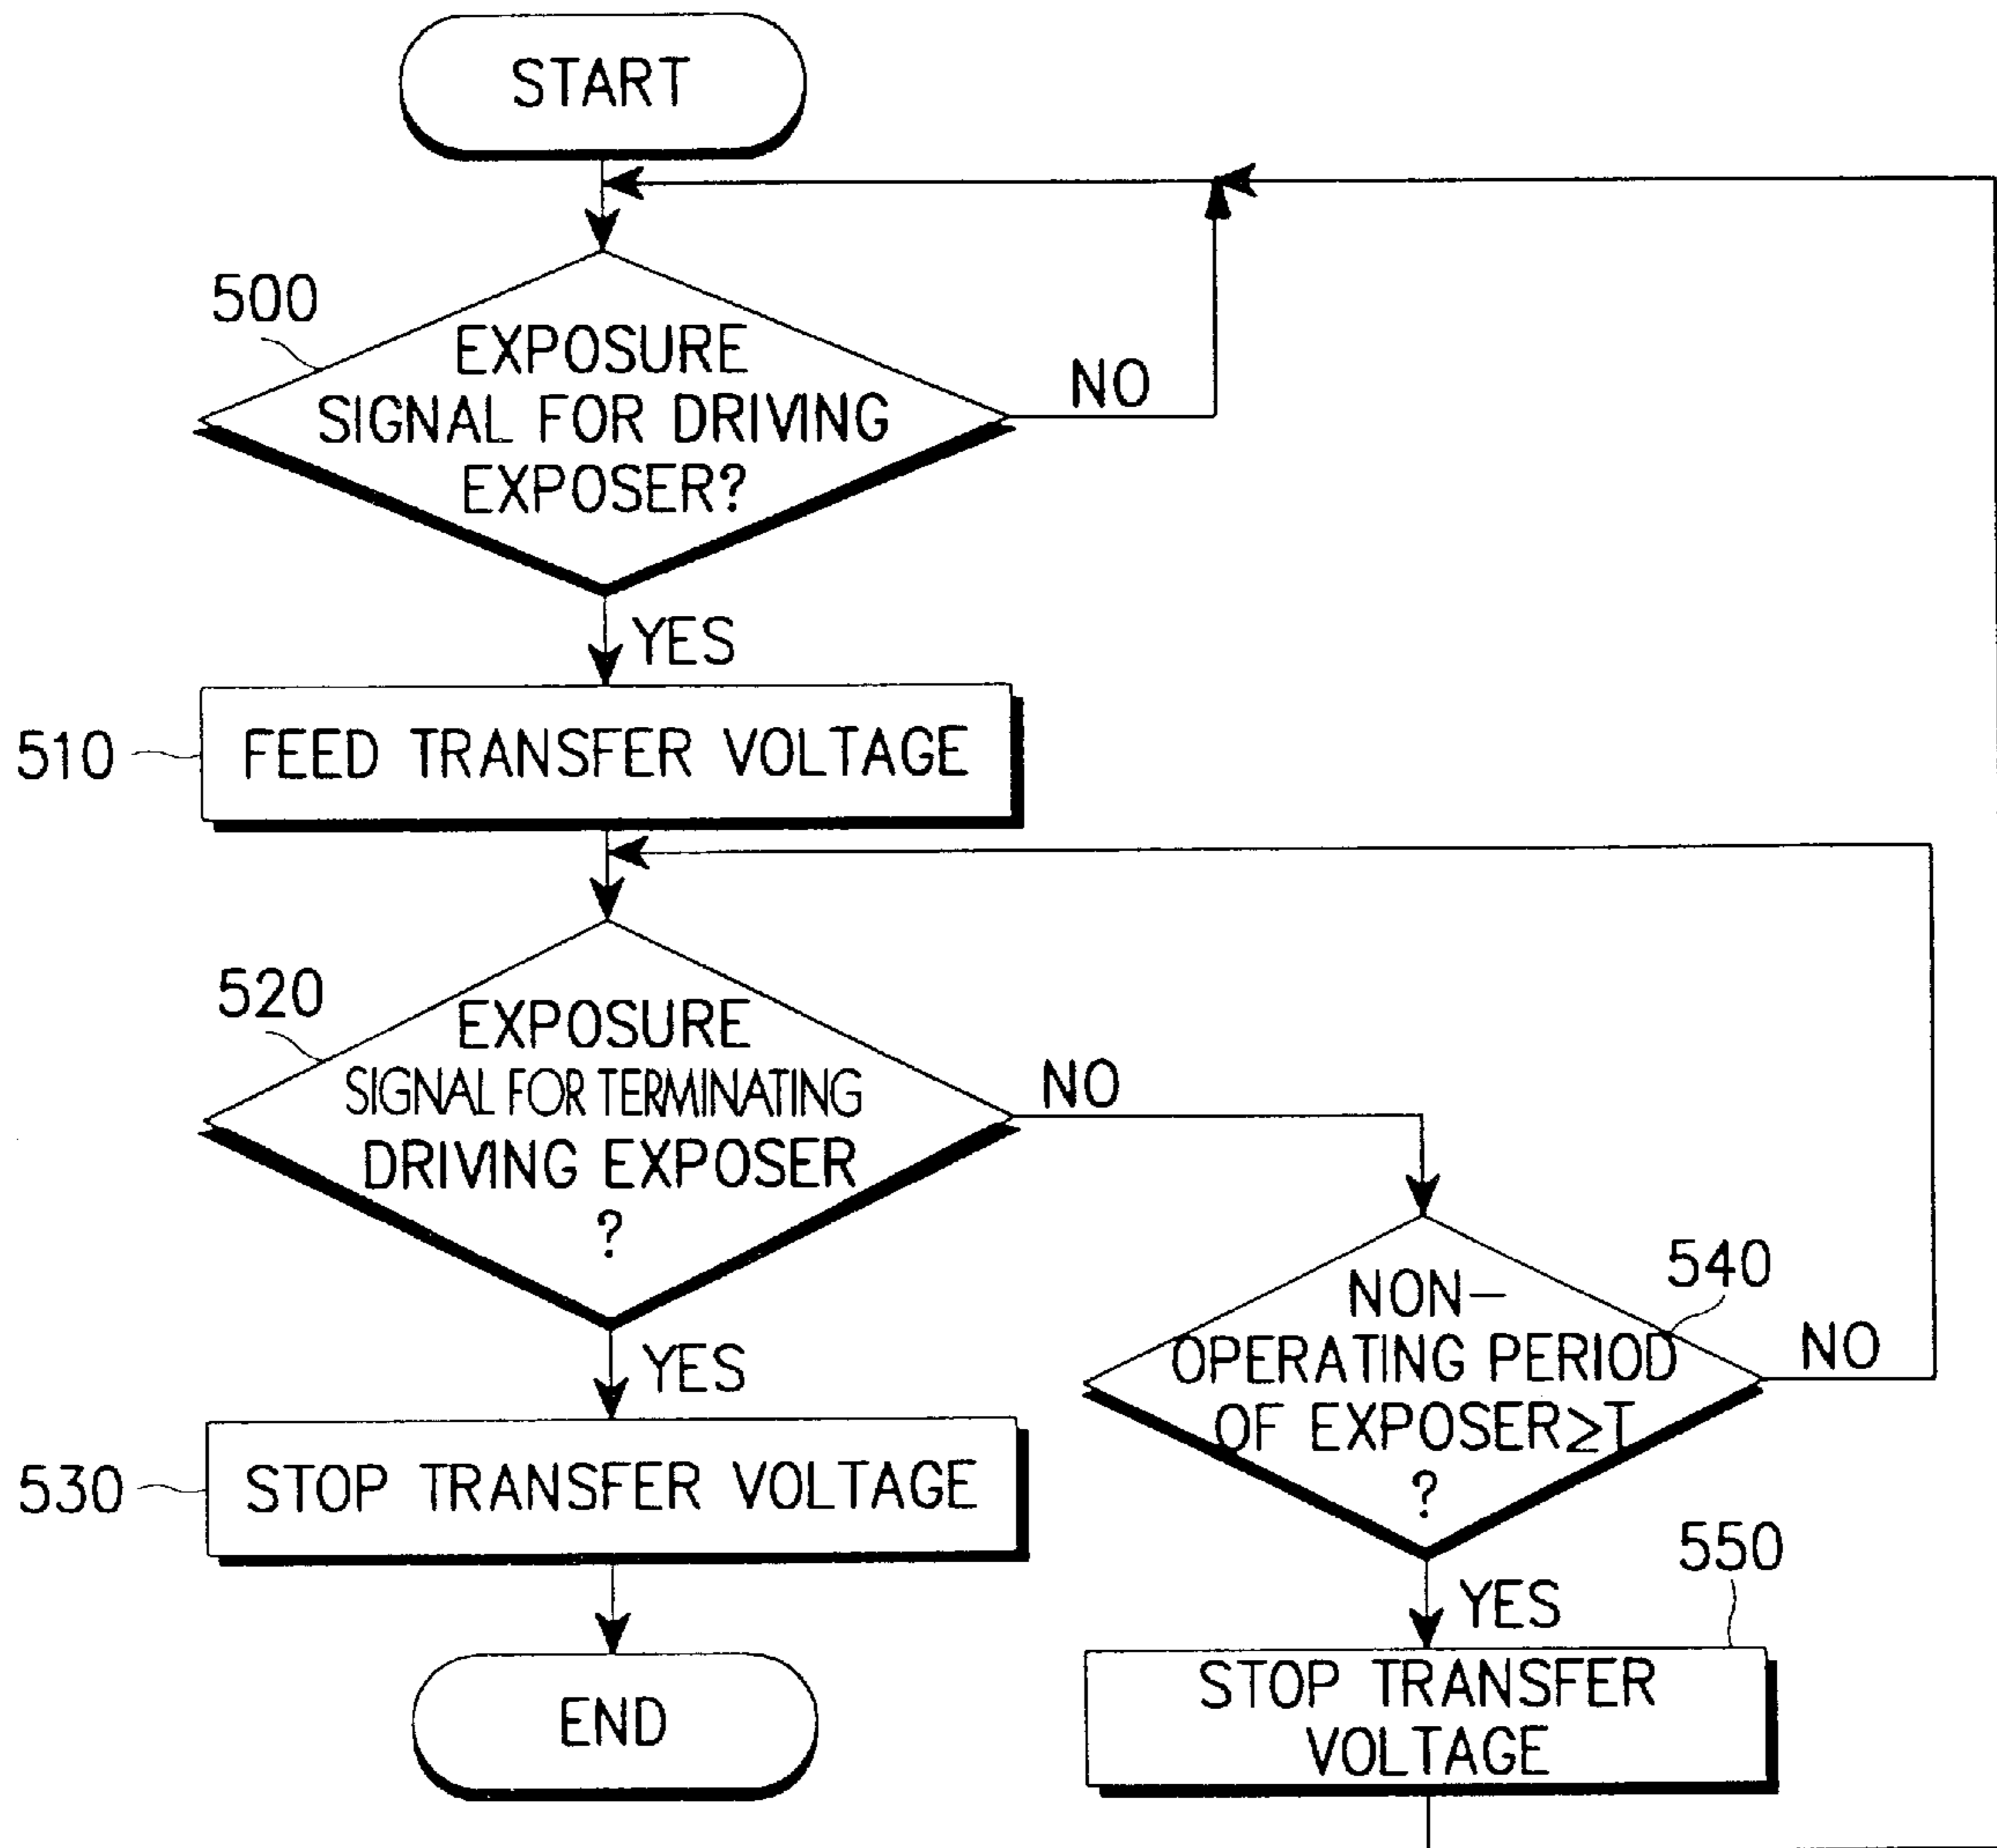 START
500
EXPOSURE
SIGNAL FOR DRIVING
EXPOSER?
NO
YES
510
FEED TRANSFER VOLTAGE
520
EXPOSURE
SIGNAL FOR TERMINATING
DRIVING EXPOSER
?
NO
YES
540
NON-
OPERATING PERIOD
OF EXPOSER≥T
?
NO
530
STOP TRANSFER VOLTAGE
550
YES
STOP TRANSFER
VOLTAGE
END